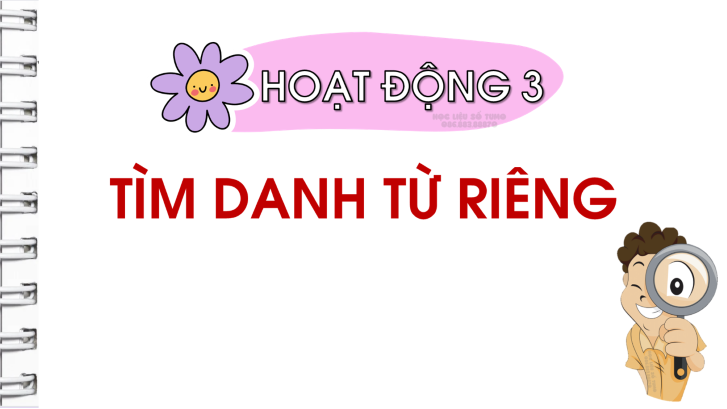 HOẠT ĐỘNG 3
TÌM DANH TỪ RIÊNG